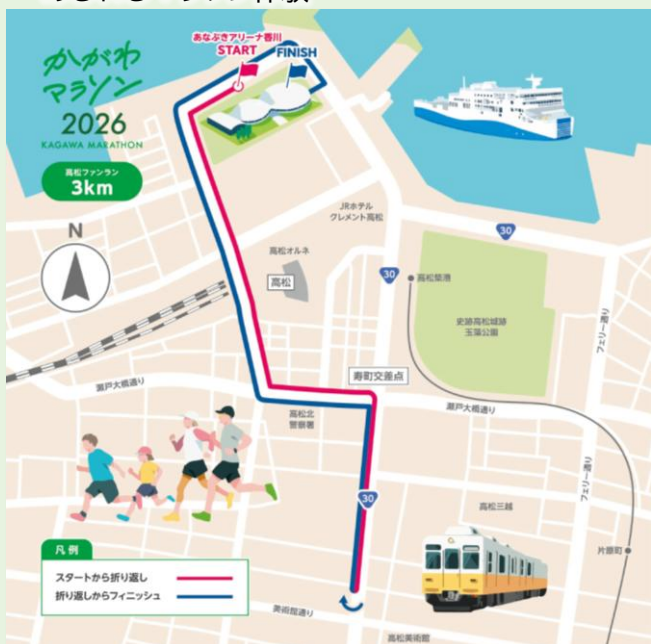 かがわ
マラソン
2026
KAGAWA MARATHON
高松ファンラン
3km
N
あなぶきアリーナ香川
START
FINISH
JRホテル
クレメント高松
30
高松オルネ
高松
30
高松築港
史跡高松城跡
玉藻公園
フェリー通り
寿町交差点
瀬戸大橋通り
高松北
警察署
瀬戸大橋通り
30
高松三越
フェリー通り
片原町
凡例
スタートから折り返し
折り返しからフィニッシュ
美術館通り
高松美術館